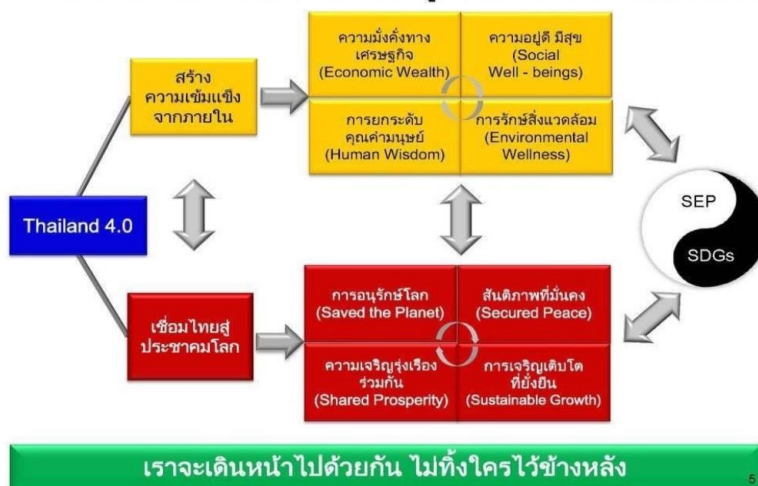 ความมั่งคั่งทาง
เศรษฐกิจ
(Economic Wealth)
ความอยู่ดี มีสุข
(Social
Well - beings)
สร้าง
ความเข้มแข็ง
จากภายใน
การยกระดับ
คุณค่ามนุษย์
(Human Wisdom)
การรักษ์สิ่งแวดล้อม
(Environmental
Wellness)
Thailand 4.0
SEP
SDGs
เชื่อมไทยสู่
ประชาคมโลก
การอนุรักษ์โลก
(Saved the Planet)
สันติภาพที่มั่นคง
(Secured Peace)
ความเจริญรุ่งเรือง
ร่วมกัน
(Shared Prosperity)
การเจริญเติบโต
ที่ยั่งยืน
(Sustainable Growth)
เราจะเดินหน้าไปด้วยกัน ไม่ทิ้งใครไว้ข้างหลัง
5